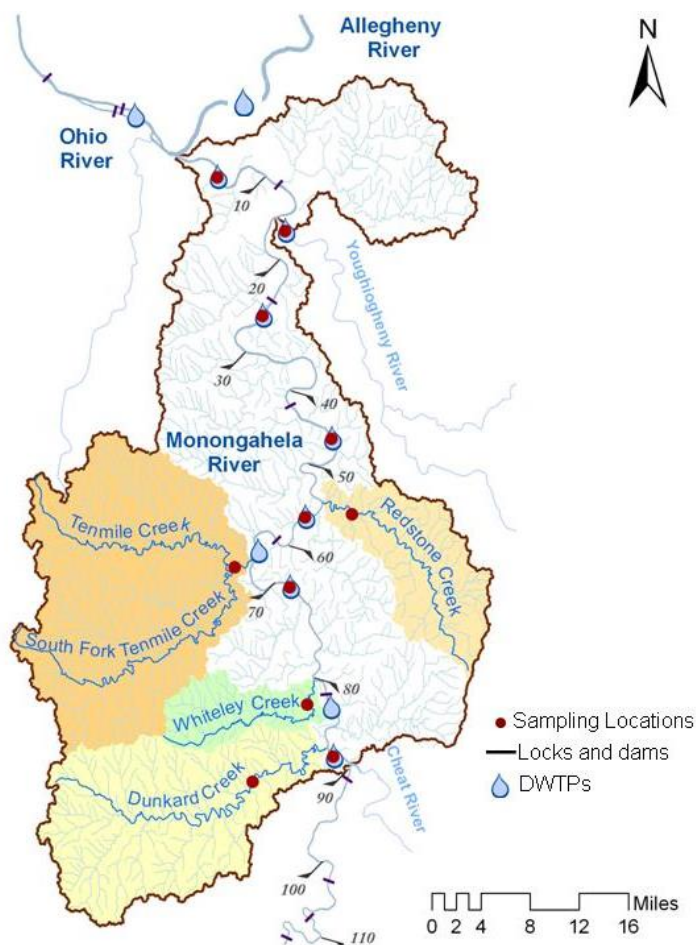 Allegheny
River
N
Ohio
River
10
Youghiogheny River
20
30
40
Monongahela
River
50
Redstone Creek
Tenmile Creek
60
70
South Fork Tenmile Creek
80
Whiteley Creek
Sampling Locations
Locks and dams
DWTPs
Cheat River
Dunkard Creek
90
100
Miles
0 2 4 8 12 16
110